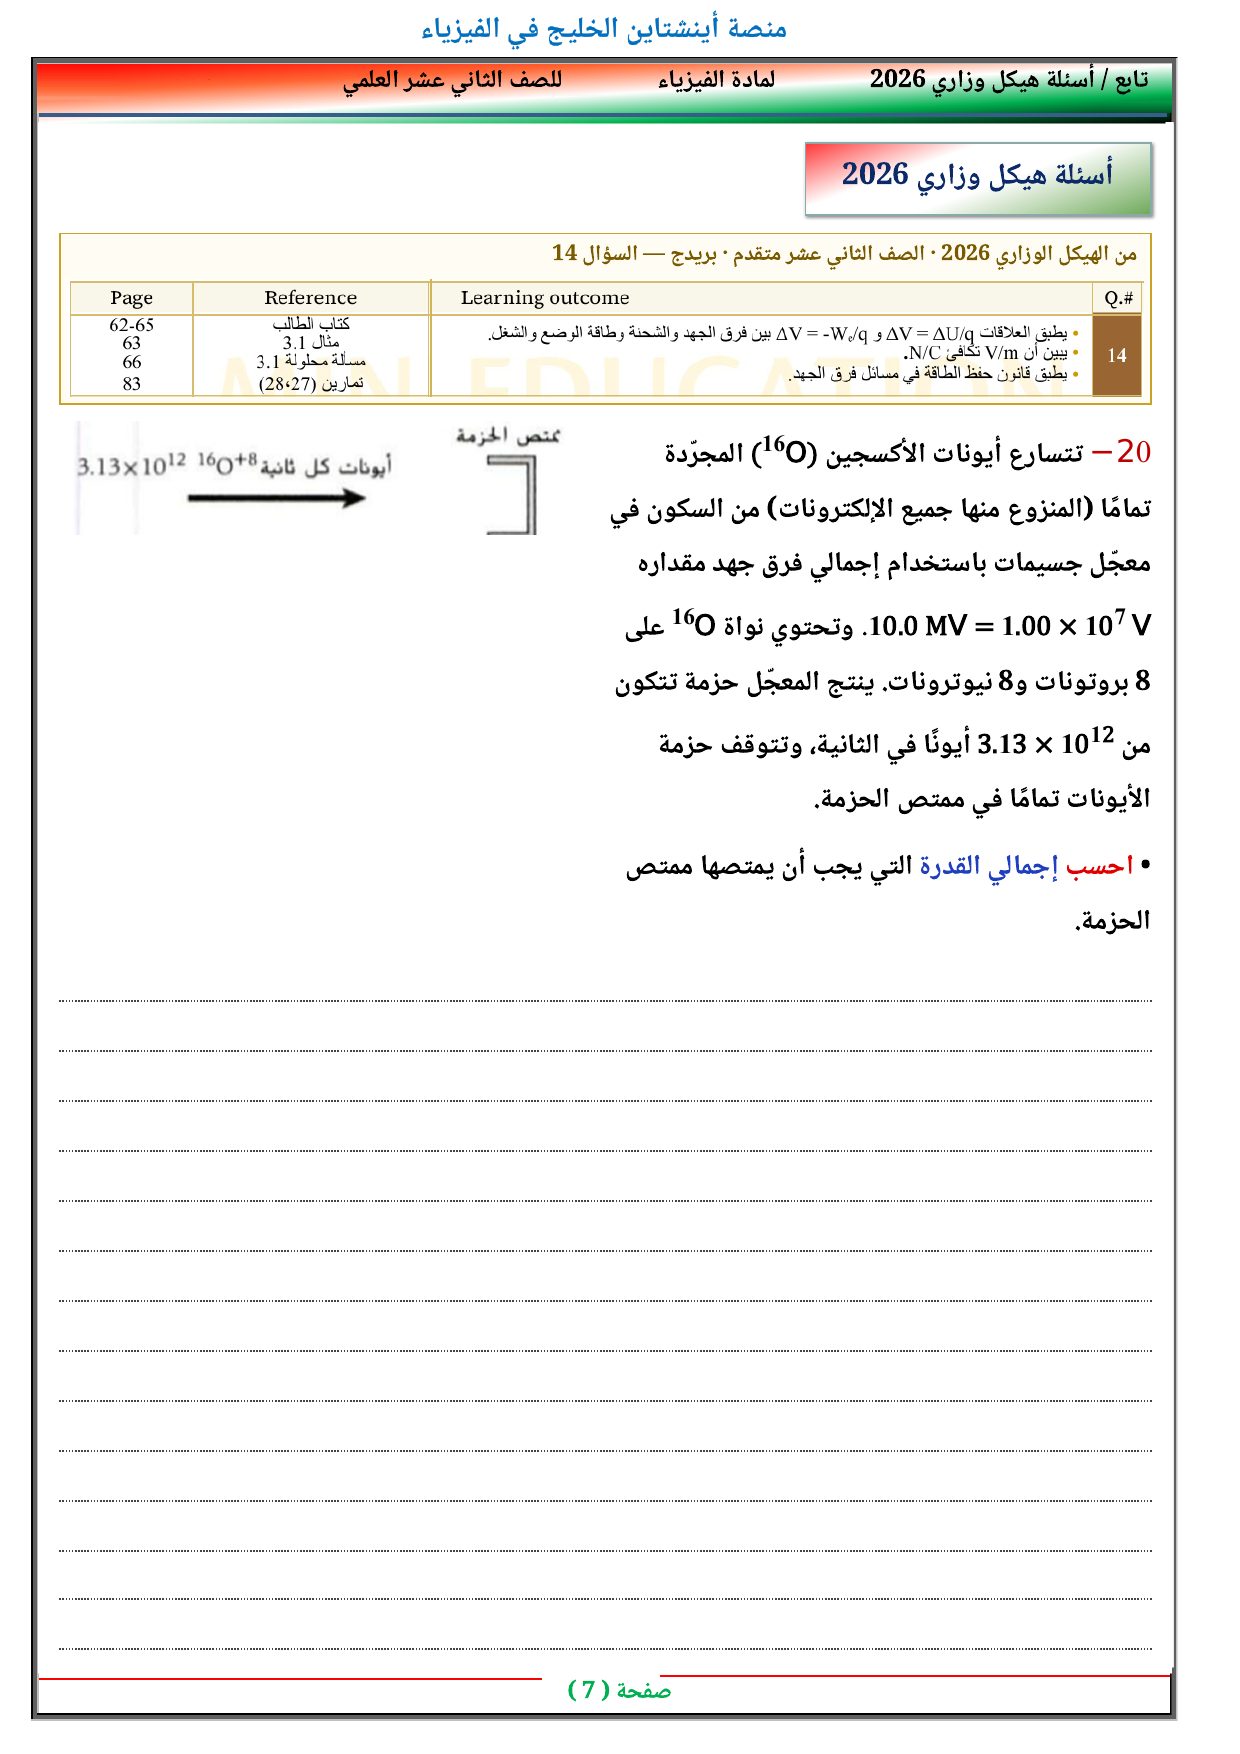 منصة أينشتاين الخليج في الفيزياء
تابع / أسئلة هيكل وزاري 2026 لمادة الفيزياء للصف الثاني عشر العلمي
أسئلة هيكل وزاري 2026
من الهيكل الوزاري 2026 · الصف الثاني عشر متقدم · بريدج — السؤال 14
Page Reference Learning outcome Q.#
14
• يطبق العلاقات ΔV = ΔU/q و ΔV = -Wₑ/q بين فرق الجهد والشحنة وطاقة الوضع والشغل.
• يبين أن V/m تكافئ N/C.
• يطبق قانون حفظ الطاقة في مسائل فرق الجهد.
كتاب الطالب 62-65
مثال 3.1 63
مسألة محلولة 3.1 66
تمارين (27،28) 83
20 – تتسارع أيونات الأكسجين (¹⁶O) المجرّدة
تمامًا (المنزوع منها جميع الإلكترونات) من السكون في
معجّل جسيمات باستخدام إجمالي فرق جهد مقداره
10.0 MV = 1.00 × 10⁷ V. وتحتوي نواة ¹⁶O على
8 بروتونات و8 نيوترونات. ينتج المعجّل حزمة تتكون
من 3.13 × 10¹² أيونًا في الثانية، وتتوقف حزمة
الأيونات تمامًا في ممتص الحزمة.
• احسب إجمالي القدرة التي يجب أن يمتصها ممتص
الحزمة.
ممتص الحزمة
3.13×10¹² ¹⁶O⁺⁸ أيونات كل ثانية
صفحة ( 7 )